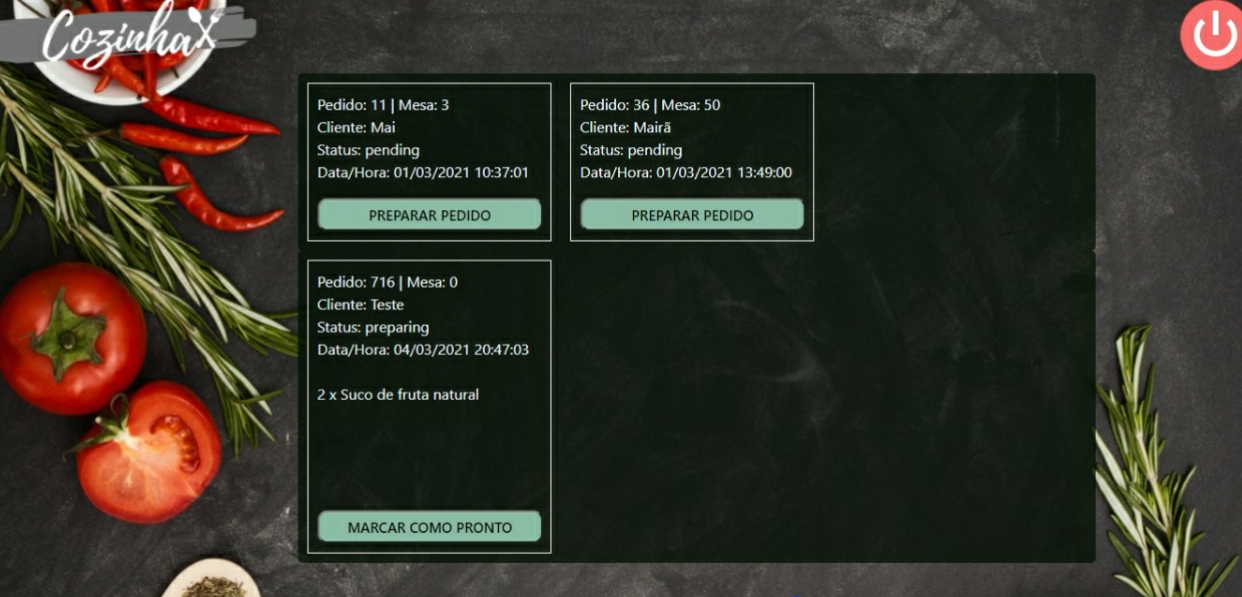 Cozinha
Pedido: 11 | Mesa: 3
Cliente: Mai
Status: pending
Data/Hora: 01/03/2021 10:37:01
PREPARAR PEDIDO
Pedido: 36 | Mesa: 50
Cliente: Mairã
Status: pending
Data/Hora: 01/03/2021 13:49:00
PREPARAR PEDIDO
Pedido: 716 | Mesa: 0
Cliente: Teste
Status: preparing
Data/Hora: 04/03/2021 20:47:03
2 x Suco de fruta natural
MARCAR COMO PRONTO